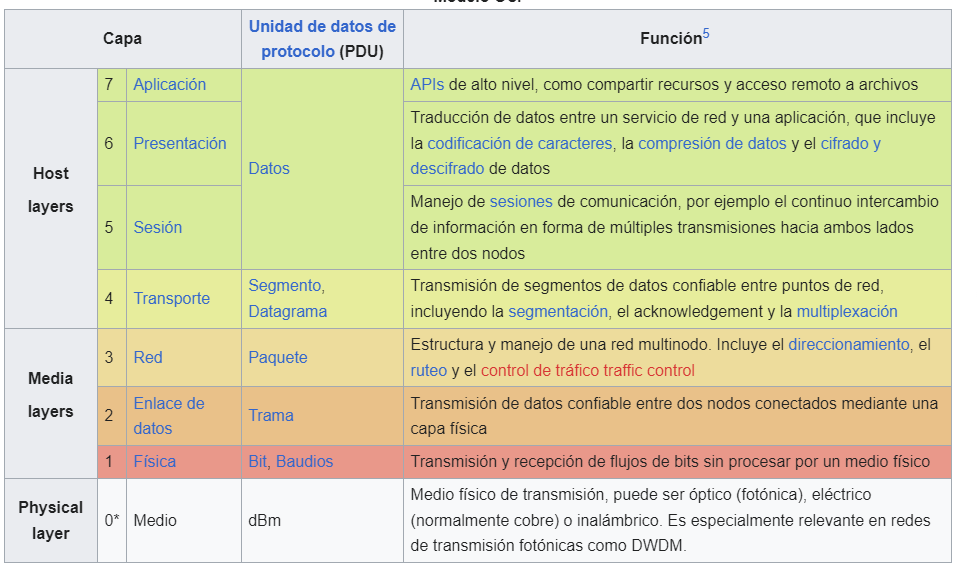 Modelo OSI
Capa
Unidad de datos de
protocolo (PDU)
Función5
Host
layers
7
Aplicación
Datos
APIs de alto nivel, como compartir recursos y acceso remoto a archivos
6
Presentación
Traducción de datos entre un servicio de red y una aplicación, que incluye
la codificación de caracteres, la compresión de datos y el cifrado y
descifrado de datos
5
Sesión
Manejo de sesiones de comunicación, por ejemplo el continuo intercambio
de información en forma de múltiples transmisiones hacia ambos lados
entre dos nodos
4
Transporte
Segmento,
Datagrama
Transmisión de segmentos de datos confiable entre puntos de red,
incluyendo la segmentación, el acknowledgement y la multiplexación
Media
layers
3
Red
Paquete
Estructura y manejo de una red multinodo. Incluye el direccionamiento, el
ruteo y el control de tráfico traffic control
2
Enlace de
datos
Trama
Transmisión de datos confiable entre dos nodos conectados mediante una
capa física
1
Física
Bit, Baudios
Transmisión y recepción de flujos de bits sin procesar por un medio físico
Physical
layer
0*
Medio
dBm
Medio físico de transmisión, puede ser óptico (fotónica), eléctrico
(normalmente cobre) o inalámbrico. Es especialmente relevante en redes
de transmisión fotónicas como DWDM.